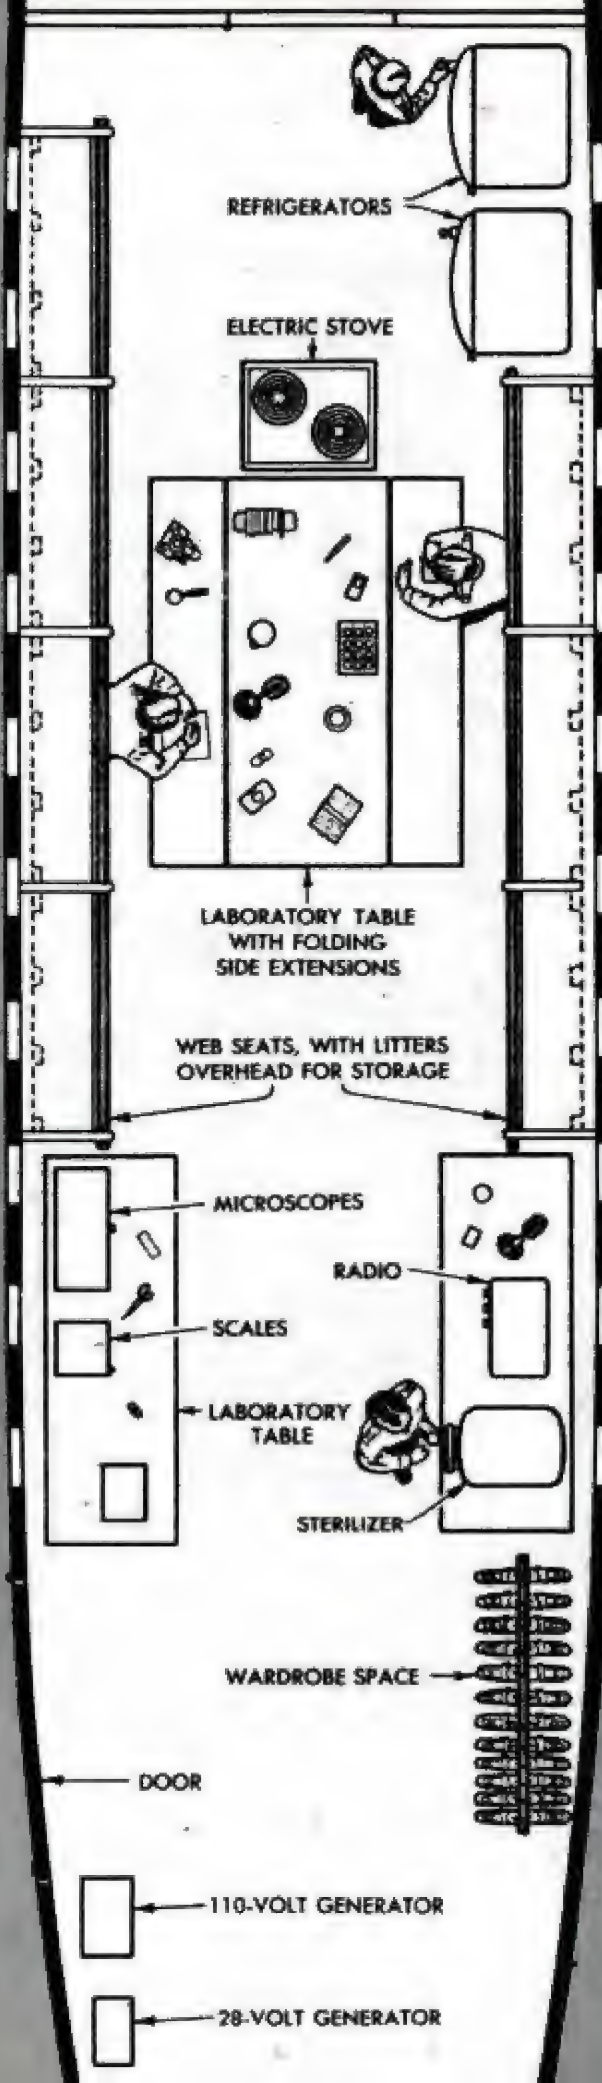 REFRIGERATORS
ELECTRIC STOVE
LABORATORY TABLE
WITH FOLDING
SIDE EXTENSIONS
WEB SEATS, WITH LITTERS
OVERHEAD FOR STORAGE
MICROSCOPES
RADIO
SCALES
LABORATORY
TABLE
STERILIZER
WARDROBE SPACE
DOOR
110-VOLT GENERATOR
28-VOLT GENERATOR